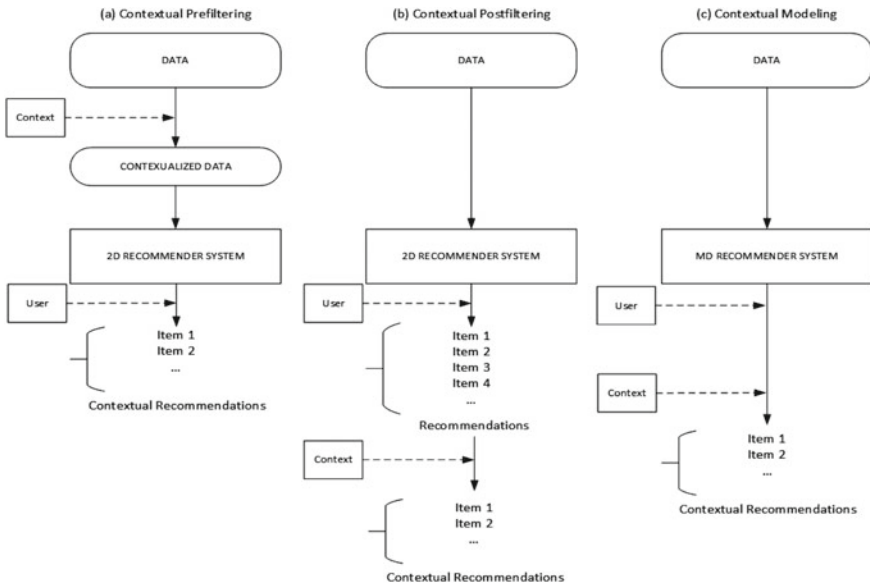 (a) Contextual Prefiltering
DATA
Context
CONTEXUALIZED DATA
2D RECOMMENDER SYSTEM
User
Item 1
Item 2
...
Contextual Recommendations
(b) Contextual Postfiltering
DATA
2D RECOMMENDER SYSTEM
User
Item 1
Item 2
Item 3
Item 4
...
Recommendations
Context
Item 1
Item 2
...
Contextual Recommendations
(c) Contextual Modeling
DATA
MD RECOMMENDER SYSTEM
User
Context
Item 1
Item 2
...
Contextual Recommendations